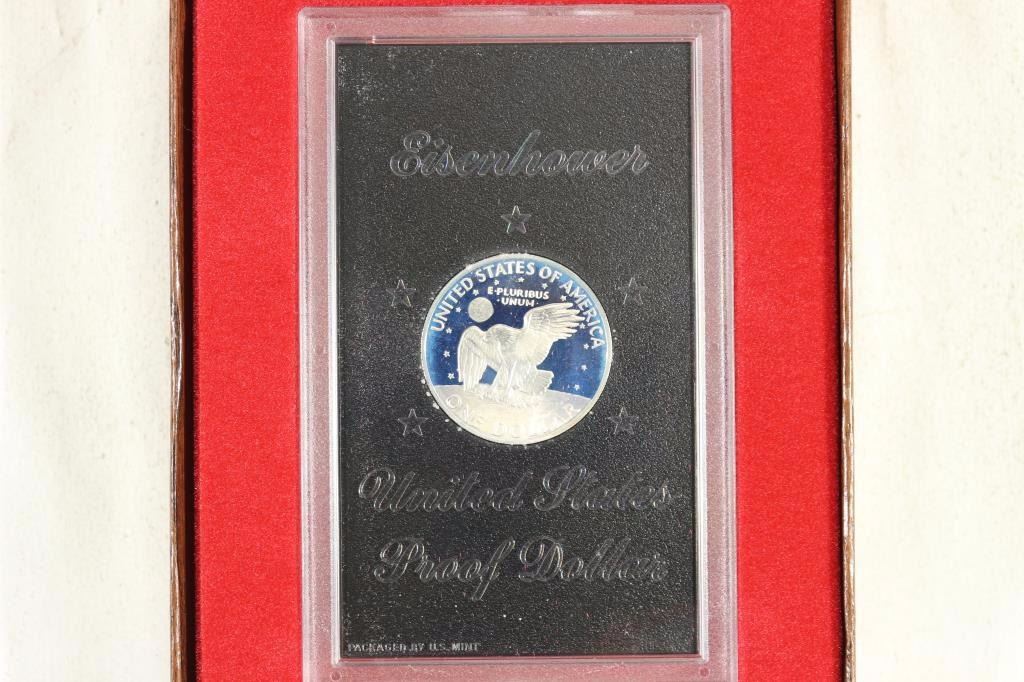 Eisenhower
UNITED STATES OF AMERICA
E·PLURIBUS
·UNUM·
ONE DOLLAR
United States
Proof Dollar
PACKAGED BY U.S. MINT